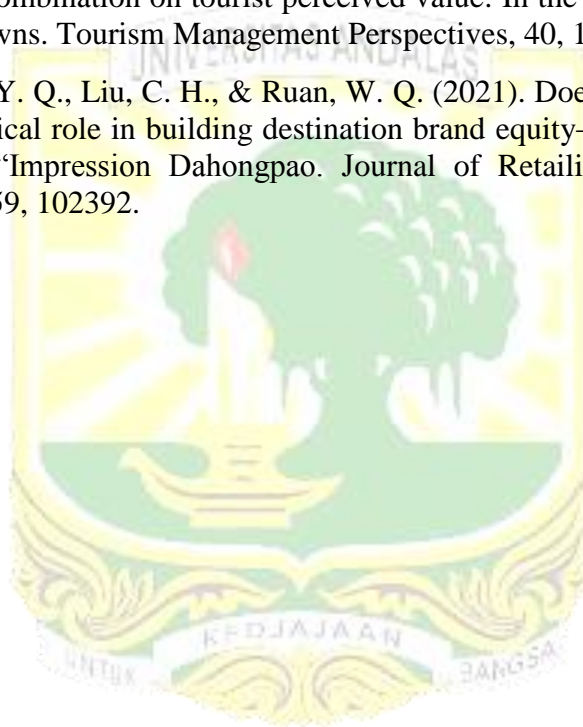 ombination on tourist perceived value. In the
wns. Tourism Management Perspectives, 40, 1
UNIVERSITAS ANDALAS
Y. Q., Liu, C. H., & Ruan, W. Q. (2021). Doe
ical role in building destination brand equity–
“Impression Dahongpao. Journal of Retaili
59, 102392.
UNTUK KEDJAJAAN BANGSA